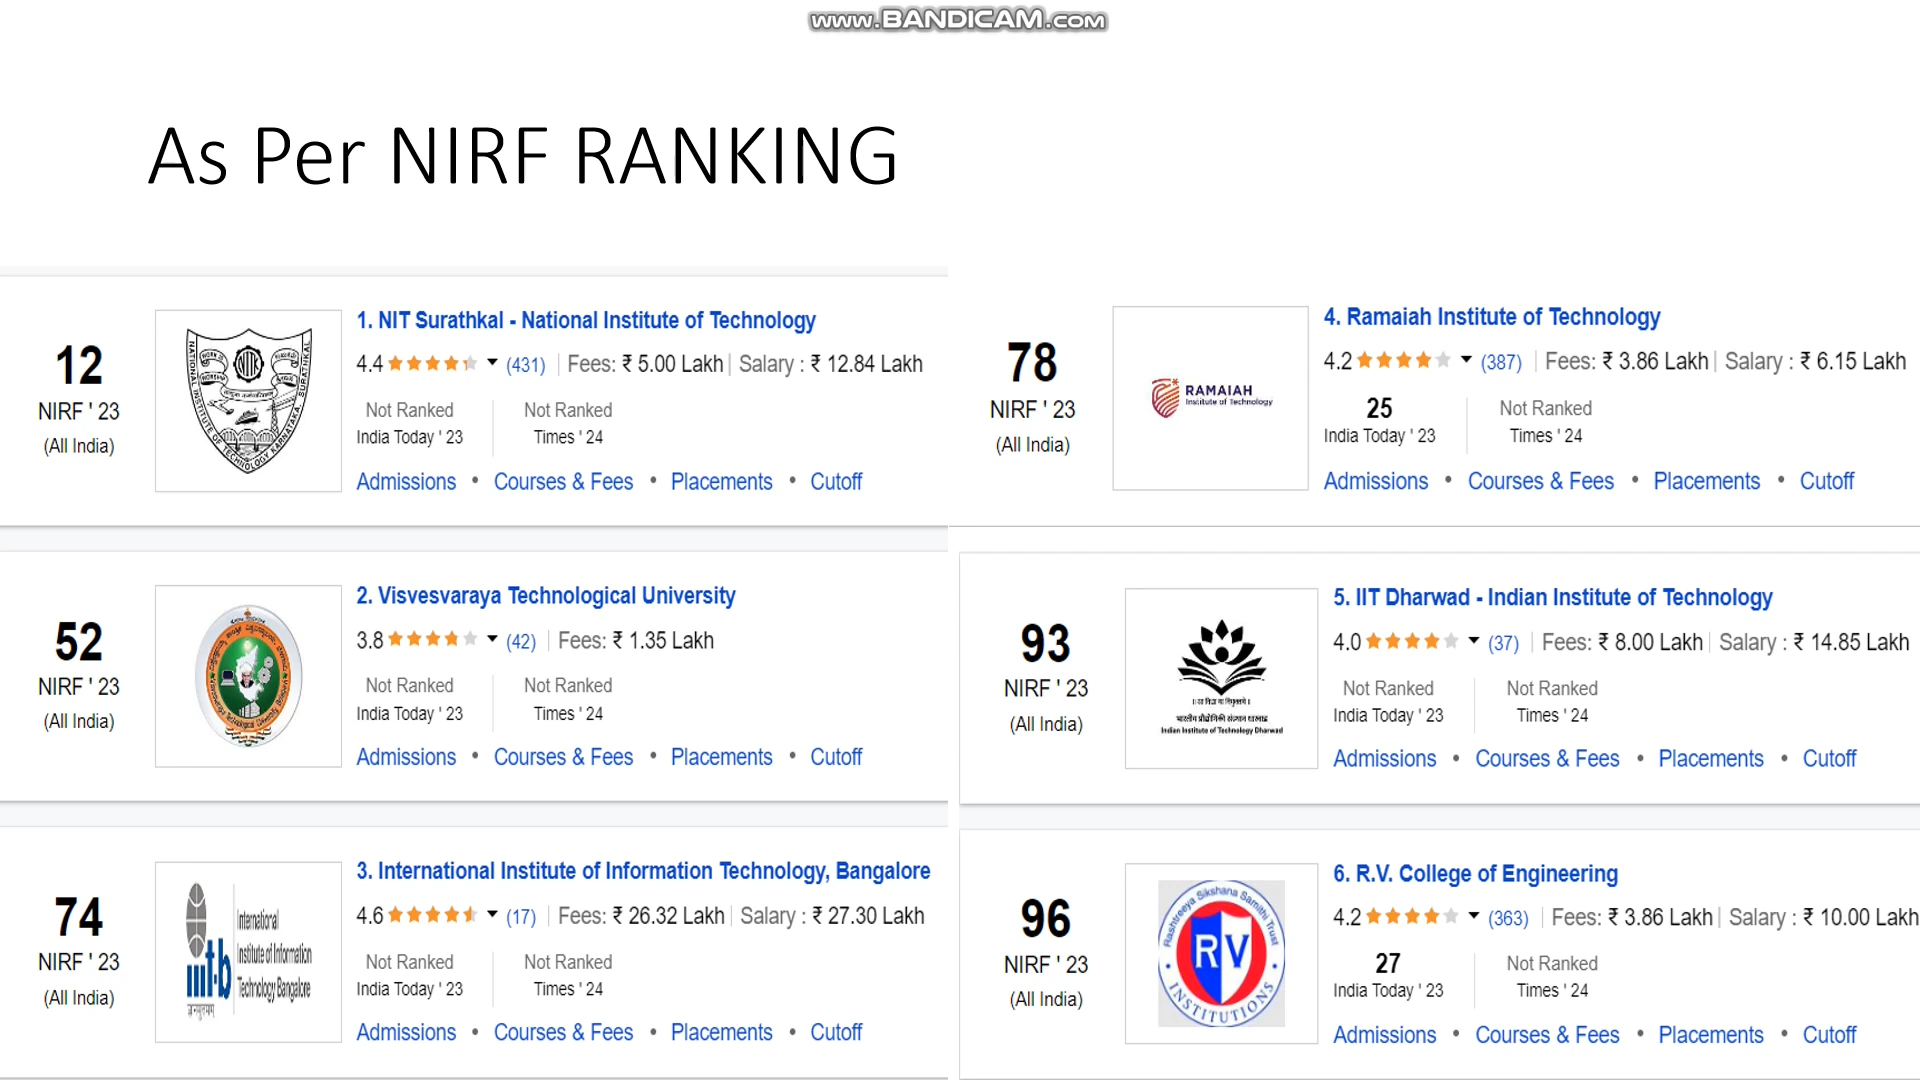 www.BANDICAM.com
As Per NIRF RANKING
12
NIRF ' 23
(All India)
1. NIT Surathkal - National Institute of Technology
4.4 (431) Fees: ₹ 5.00 Lakh Salary : ₹ 12.84 Lakh
Not Ranked Not Ranked
India Today ' 23 Times ' 24
Admissions • Courses & Fees • Placements • Cutoff
52
NIRF ' 23
(All India)
2. Visvesvaraya Technological University
3.8 (42) Fees: ₹ 1.35 Lakh
Not Ranked Not Ranked
India Today ' 23 Times ' 24
Admissions • Courses & Fees • Placements • Cutoff
74
NIRF ' 23
(All India)
iiit-b
International
Institute of Information
Technology Bangalore
3. International Institute of Information Technology, Bangalore
4.6 (17) Fees: ₹ 26.32 Lakh Salary : ₹ 27.30 Lakh
Not Ranked Not Ranked
India Today ' 23 Times ' 24
Admissions • Courses & Fees • Placements • Cutoff
78
NIRF ' 23
(All India)
RAMAIAH
Institute of Technology
4. Ramaiah Institute of Technology
4.2 (387) Fees: ₹ 3.86 Lakh Salary : ₹ 6.15 Lakh
25 Not Ranked
India Today ' 23 Times ' 24
Admissions • Courses & Fees • Placements • Cutoff
93
NIRF ' 23
(All India)
भारतीय प्रौद्योगिकी संस्थान धारवाड
Indian Institute of Technology Dharwad
5. IIT Dharwad - Indian Institute of Technology
4.0 (37) Fees: ₹ 8.00 Lakh Salary : ₹ 14.85 Lakh
Not Ranked Not Ranked
India Today ' 23 Times ' 24
Admissions • Courses & Fees • Placements • Cutoff
96
NIRF ' 23
(All India)
Rashtreeya Sikshana Samithi Trust
RV
INSTITUTIONS
6. R.V. College of Engineering
4.2 (363) Fees: ₹ 3.86 Lakh Salary : ₹ 10.00 Lakh
27 Not Ranked
India Today ' 23 Times ' 24
Admissions • Courses & Fees • Placements • Cutoff